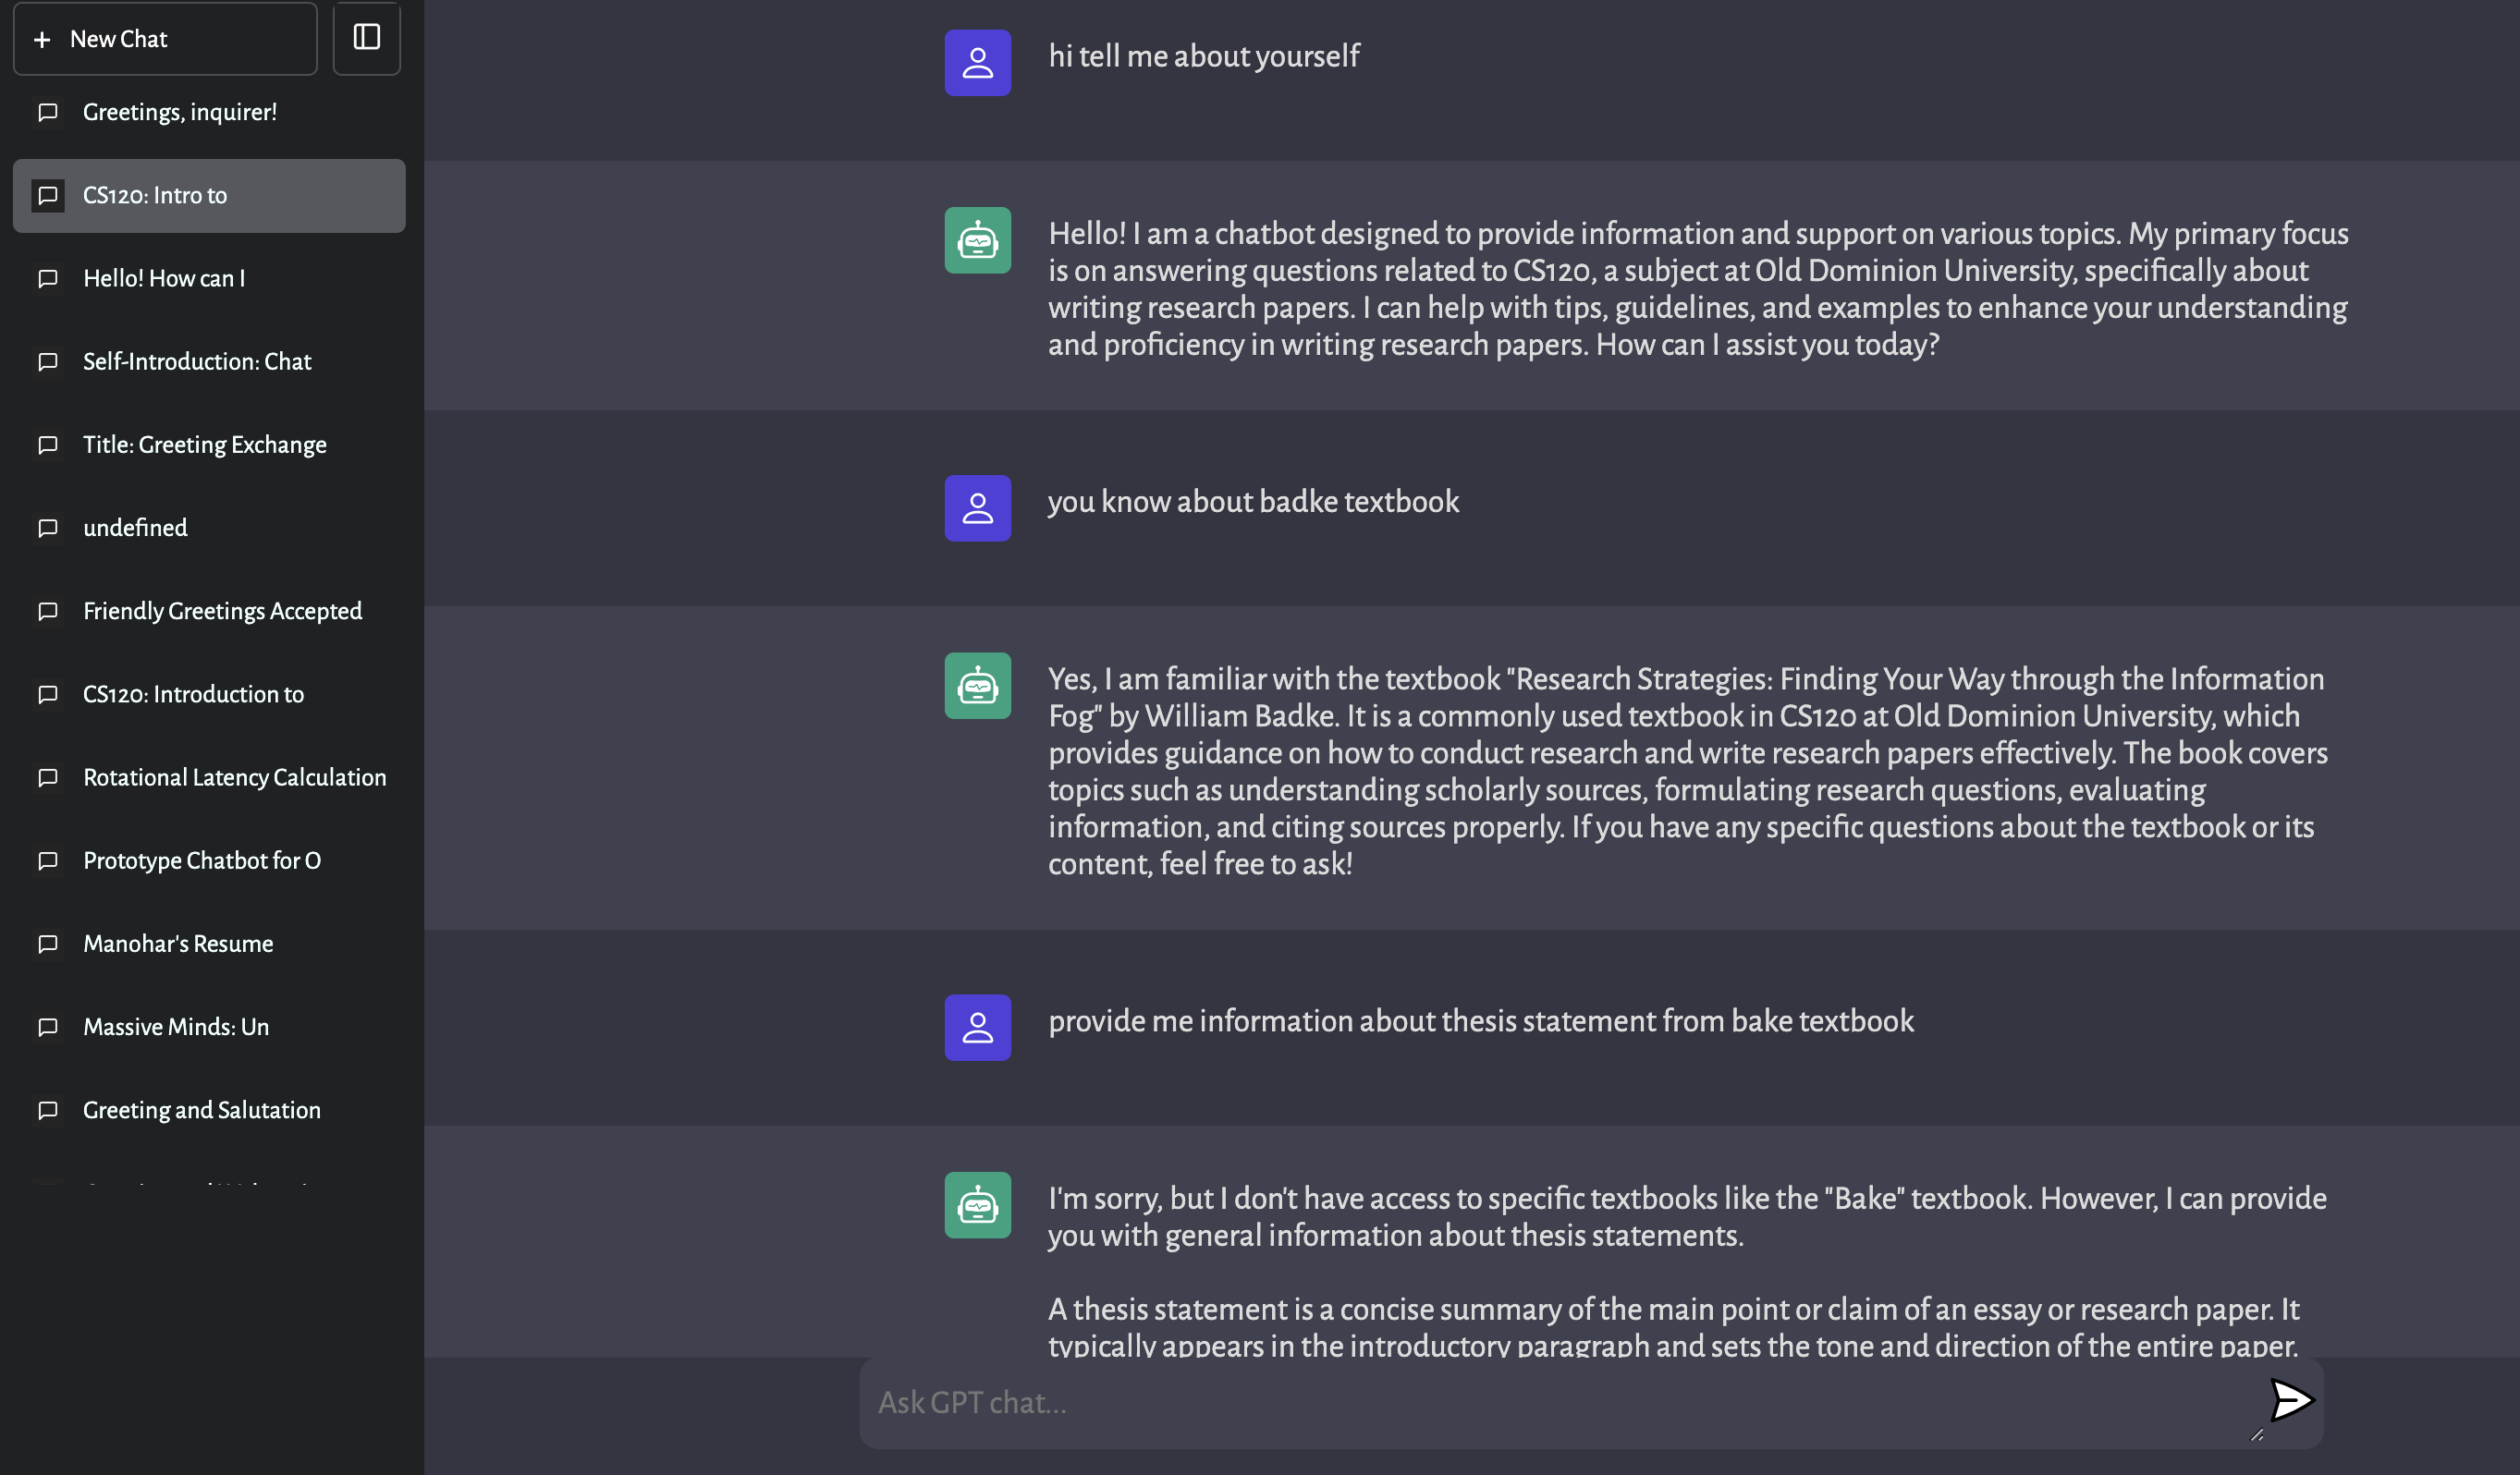 New Chat
Greetings, inquirer!
CS120: Intro to
Hello! How can I
Self-Introduction: Chat
Title: Greeting Exchange
undefined
Friendly Greetings Accepted
CS120: Introduction to
Rotational Latency Calculation
Prototype Chatbot for O
Manohar's Resume
Massive Minds: Un
Greeting and Salutation
hi tell me about yourself
Hello! I am a chatbot designed to provide information and support on various topics. My primary focus
is on answering questions related to CS120, a subject at Old Dominion University, specifically about
writing research papers. I can help with tips, guidelines, and examples to enhance your understanding
and proficiency in writing research papers. How can I assist you today?
you know about badke textbook
Yes, I am familiar with the textbook "Research Strategies: Finding Your Way through the Information
Fog" by William Badke. It is a commonly used textbook in CS120 at Old Dominion University, which
provides guidance on how to conduct research and write research papers effectively. The book covers
topics such as understanding scholarly sources, formulating research questions, evaluating
information, and citing sources properly. If you have any specific questions about the textbook or its
content, feel free to ask!
provide me information about thesis statement from bake textbook
I'm sorry, but I don't have access to specific textbooks like the "Bake" textbook. However, I can provide
you with general information about thesis statements.
A thesis statement is a concise summary of the main point or claim of an essay or research paper. It
typically appears in the introductory paragraph and sets the tone and direction of the entire paper.
Ask GPT chat...